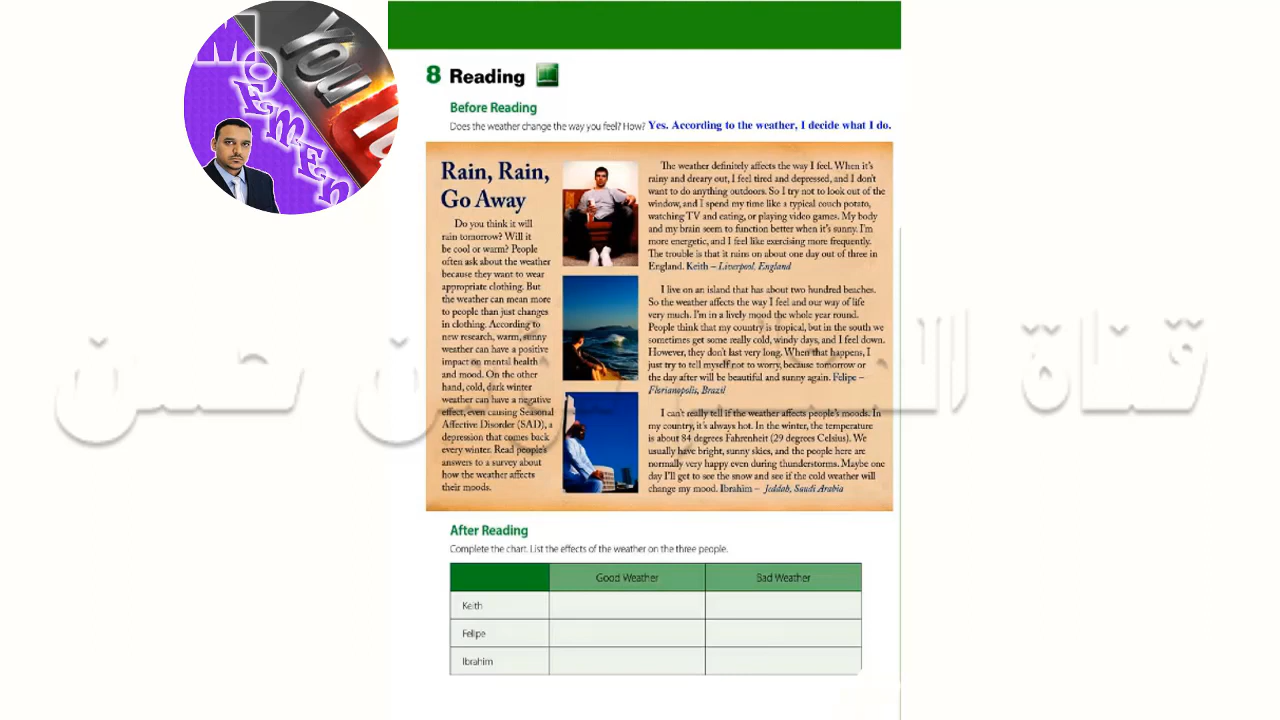 MOEMEN
YOU
8 Reading
Before Reading
Does the weather change the way you feel? How? Yes. According to the weather, I decide what I do.
Rain, Rain,
Go Away
Do you think it will
rain tomorrow? Will it
be cool or warm? People
often ask about the weather
because they want to wear
appropriate clothing. But
the weather can mean more
to people than just changes
in clothing. According to
new research, warm, sunny
weather can have a positive
impact on mental health
and mood. On the other
hand, cold, dark winter
weather can have a negative
effect, even causing Seasonal
Affective Disorder (SAD), a
depression that comes back
every winter. Read people's
answers to a survey about
how the weather affects
their moods.
The weather definitely affects the way I feel. When it's
rainy and dreary out, I feel tired and depressed, and I don't
want to do anything outdoors. So I try not to look out of the
window, and I spend my time like a typical couch potato,
watching TV and eating, or playing video games. My body
and my brain seem to function better when it's sunny. I'm
more energetic, and I feel like exercising more frequently.
The trouble is that it rains on about one day out of three in
England. Keith – Liverpool, England
I live on an island that has about two hundred beaches.
So the weather affects the way I feel and our way of life
very much. I'm in a lively mood the whole year round.
People think that my country is tropical, but in the south we
sometimes get some really cold, windy days, and I feel down.
However, they don't last very long. When that happens, I
just try to tell myself not to worry, because tomorrow or
the day after will be beautiful and sunny again. Felipe –
Florianopolis, Brazil
I can't really tell if the weather affects people's moods. In
my country, it's always hot. In the winter, the temperature
is about 84 degrees Fahrenheit (29 degrees Celsius). We
usually have bright, sunny skies, and the people here are
normally very happy even during thunderstorms. Maybe one
day I'll get to see the snow and see if the cold weather will
change my mood. Ibrahim – Jeddah, Saudi Arabia
After Reading
Complete the chart. List the effects of the weather on the three people.
Good Weather Bad Weather
Keith
Felipe
Ibrahim
قناة
حسن